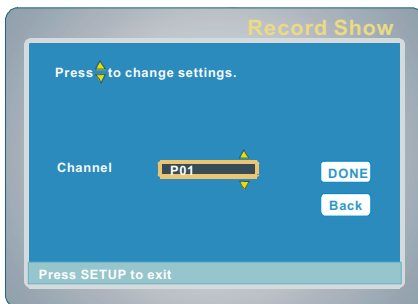 Record Show
Press to change settings.
Channel P01
DONE
Back
Press SETUP to exit